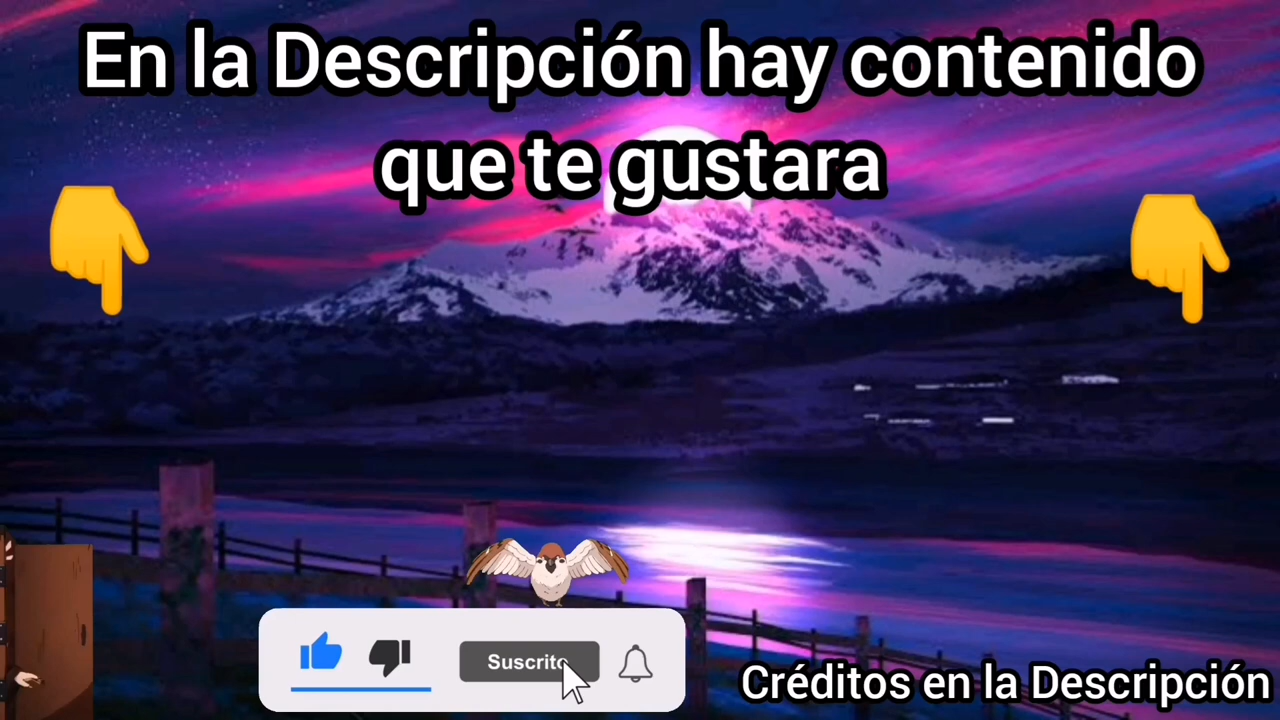 En la Descripción hay contenido
que te gustara
Suscrito
Créditos en la Descripción